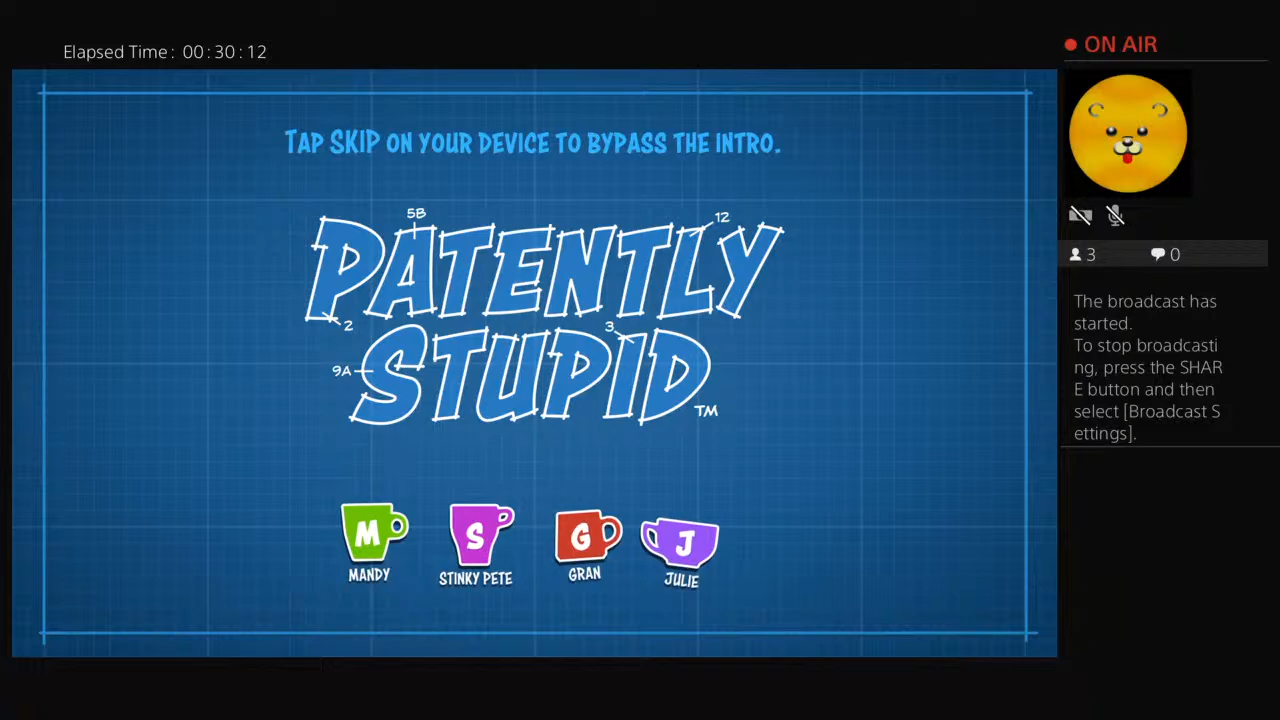 Elapsed Time: 00:30:12
ON AIR
TAP SKIP ON YOUR DEVICE TO BYPASS THE INTRO.
5B
12
PATENTLY
2
3
9A
STUPID
TM
3
0
The broadcast has
started.
To stop broadcasti
ng, press the SHAR
E button and then
select [Broadcast S
ettings].
M
S
G
J
MANDY
STINKY PETE
GRAN
JULIE